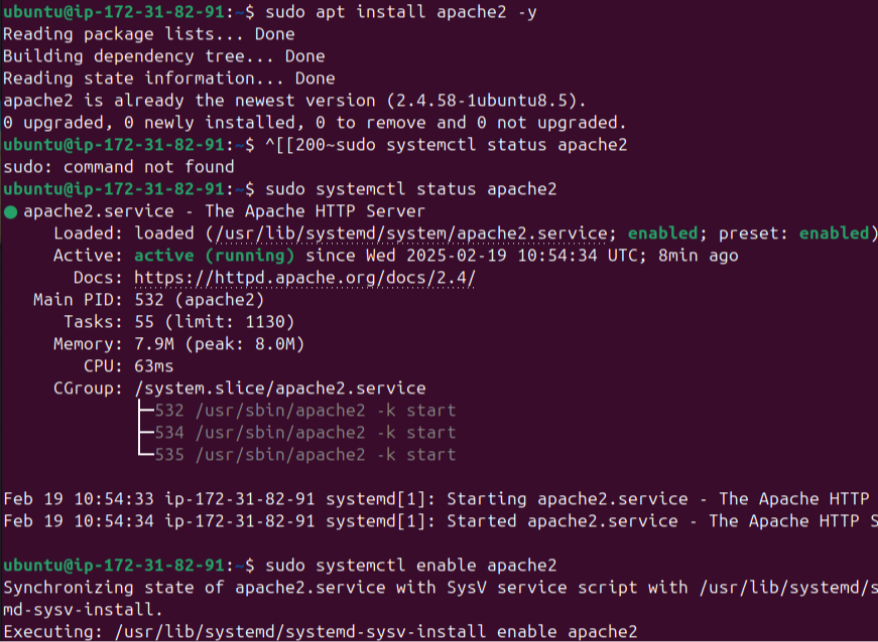 ubuntu@ip-172-31-82-91:~$ sudo apt install apache2 -y
Reading package lists... Done
Building dependency tree... Done
Reading state information... Done
apache2 is already the newest version (2.4.58-1ubuntu8.5).
0 upgraded, 0 newly installed, 0 to remove and 0 not upgraded.
ubuntu@ip-172-31-82-91:~$ ^[[200~sudo systemctl status apache2
sudo: command not found
ubuntu@ip-172-31-82-91:~$ sudo systemctl status apache2
● apache2.service - The Apache HTTP Server
Loaded: loaded (/usr/lib/systemd/system/apache2.service; enabled; preset: enabled)
Active: active (running) since Wed 2025-02-19 10:54:34 UTC; 8min ago
Docs: https://httpd.apache.org/docs/2.4/
Main PID: 532 (apache2)
Tasks: 55 (limit: 1130)
Memory: 7.9M (peak: 8.0M)
CPU: 63ms
CGroup: /system.slice/apache2.service
├─532 /usr/sbin/apache2 -k start
├─534 /usr/sbin/apache2 -k start
└─535 /usr/sbin/apache2 -k start
Feb 19 10:54:33 ip-172-31-82-91 systemd[1]: Starting apache2.service - The Apache HTTP
Feb 19 10:54:34 ip-172-31-82-91 systemd[1]: Started apache2.service - The Apache HTTP S
ubuntu@ip-172-31-82-91:~$ sudo systemctl enable apache2
Synchronizing state of apache2.service with SysV service script with /usr/lib/systemd/s
md-sysv-install.
Executing: /usr/lib/systemd/systemd-sysv-install enable apache2